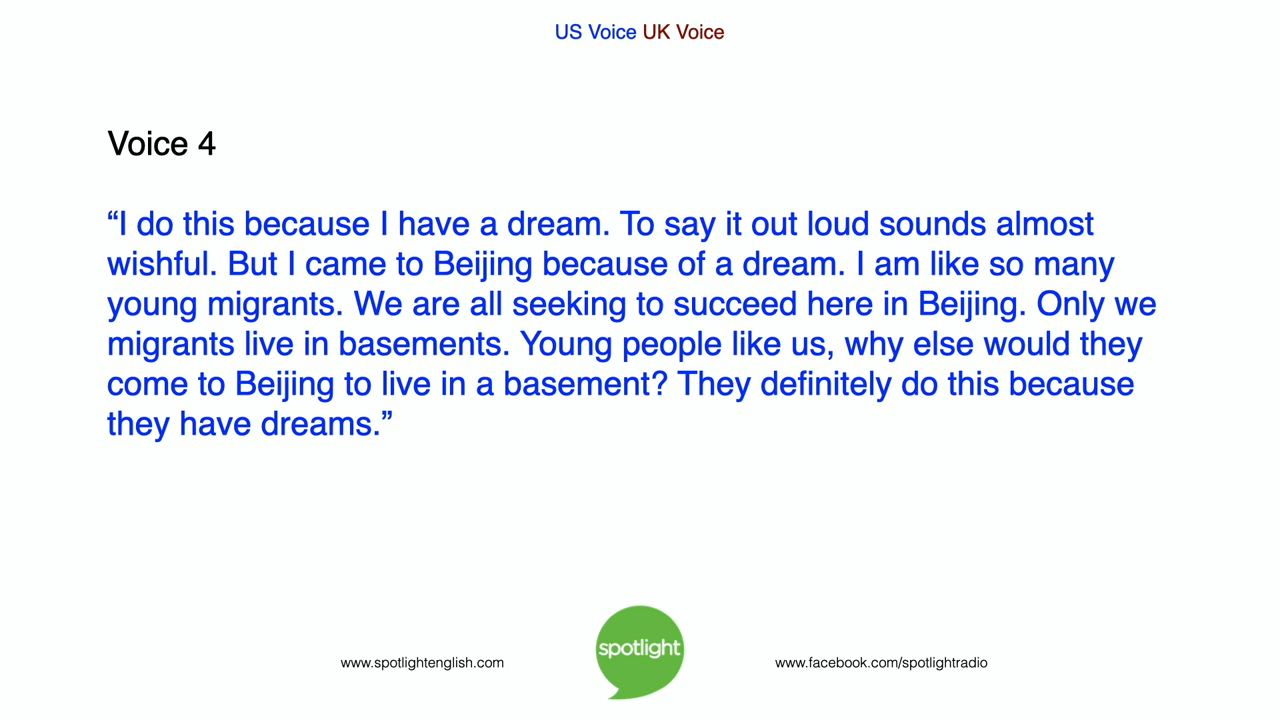 US Voice UK Voice
Voice 4
“I do this because I have a dream. To say it out loud sounds almost
wishful. But I came to Beijing because of a dream. I am like so many
young migrants. We are all seeking to succeed here in Beijing. Only we
migrants live in basements. Young people like us, why else would they
come to Beijing to live in a basement? They definitely do this because
they have dreams.”
spotlight
www.spotlightenglish.com
www.facebook.com/spotlightradio